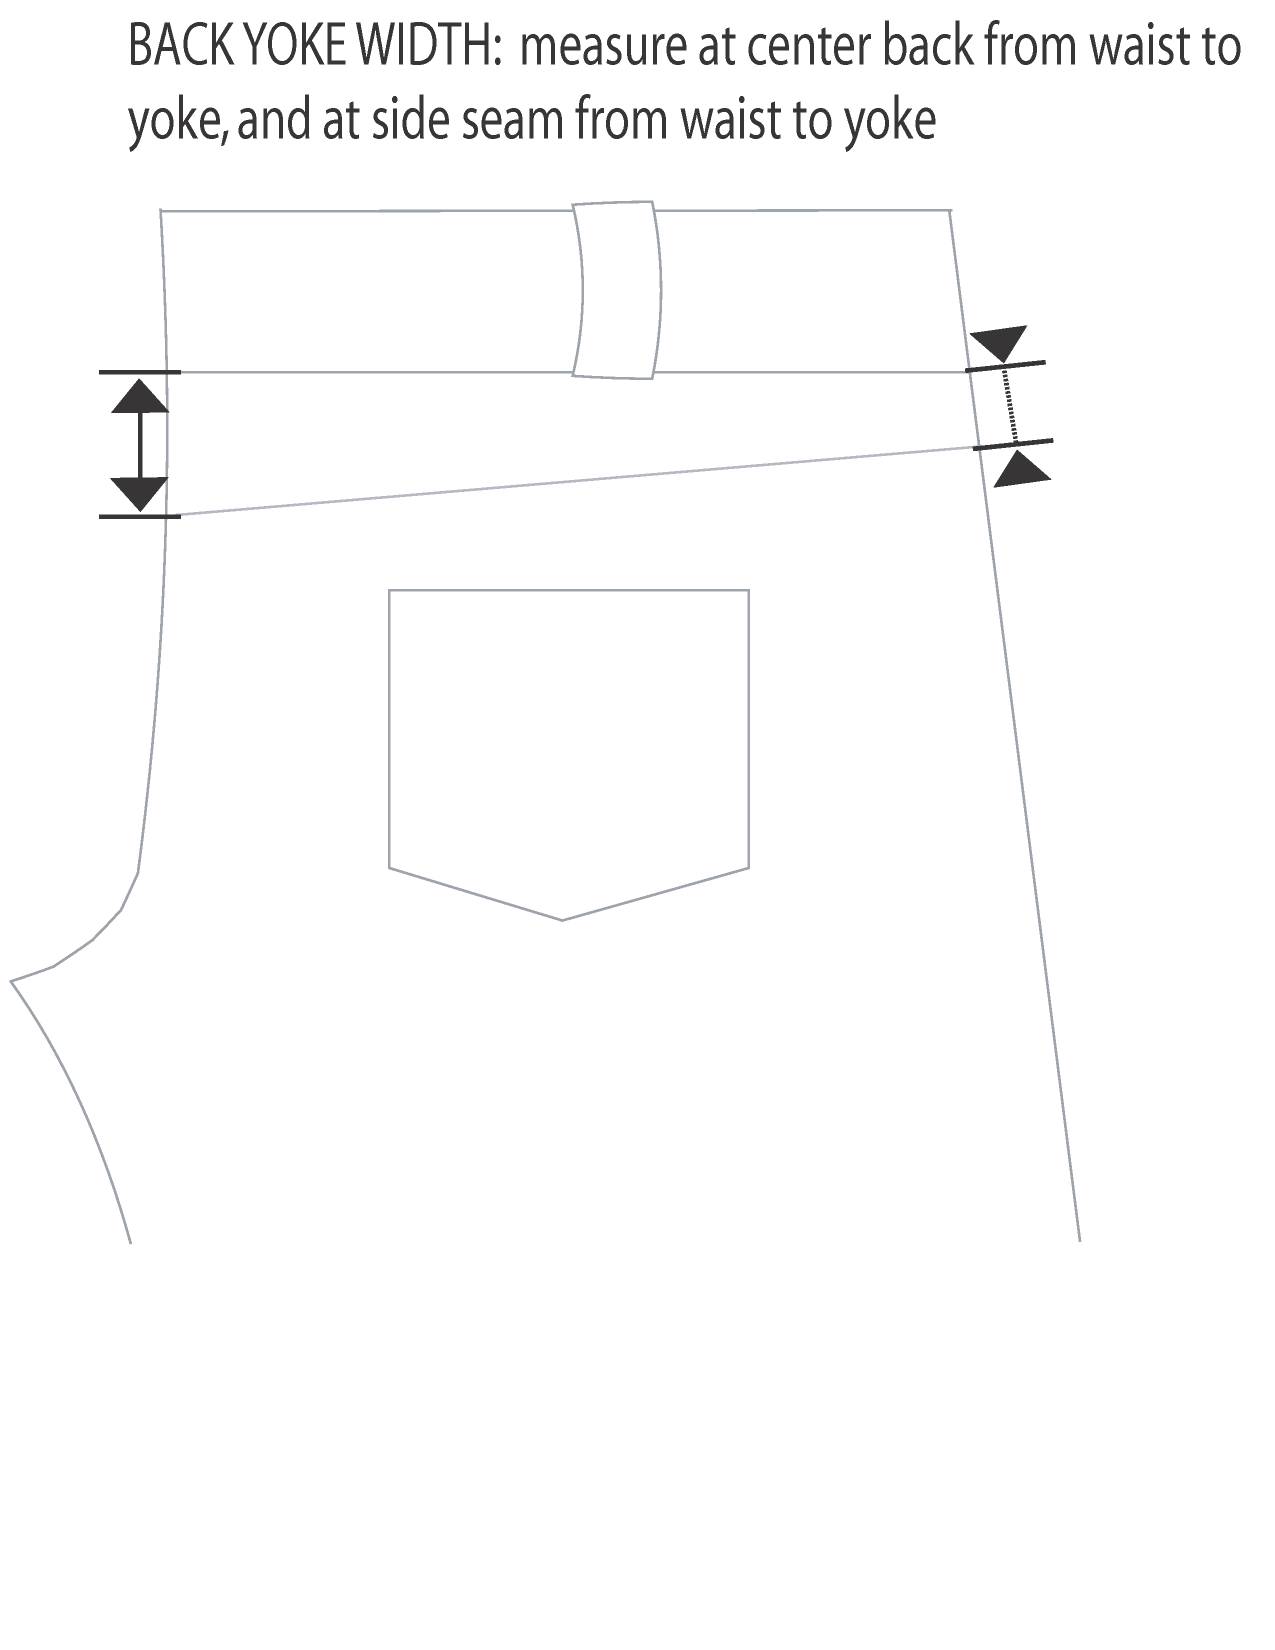 BACK YOKE WIDTH:  measure at center back from waist to
yoke, and at side seam from waist to yoke